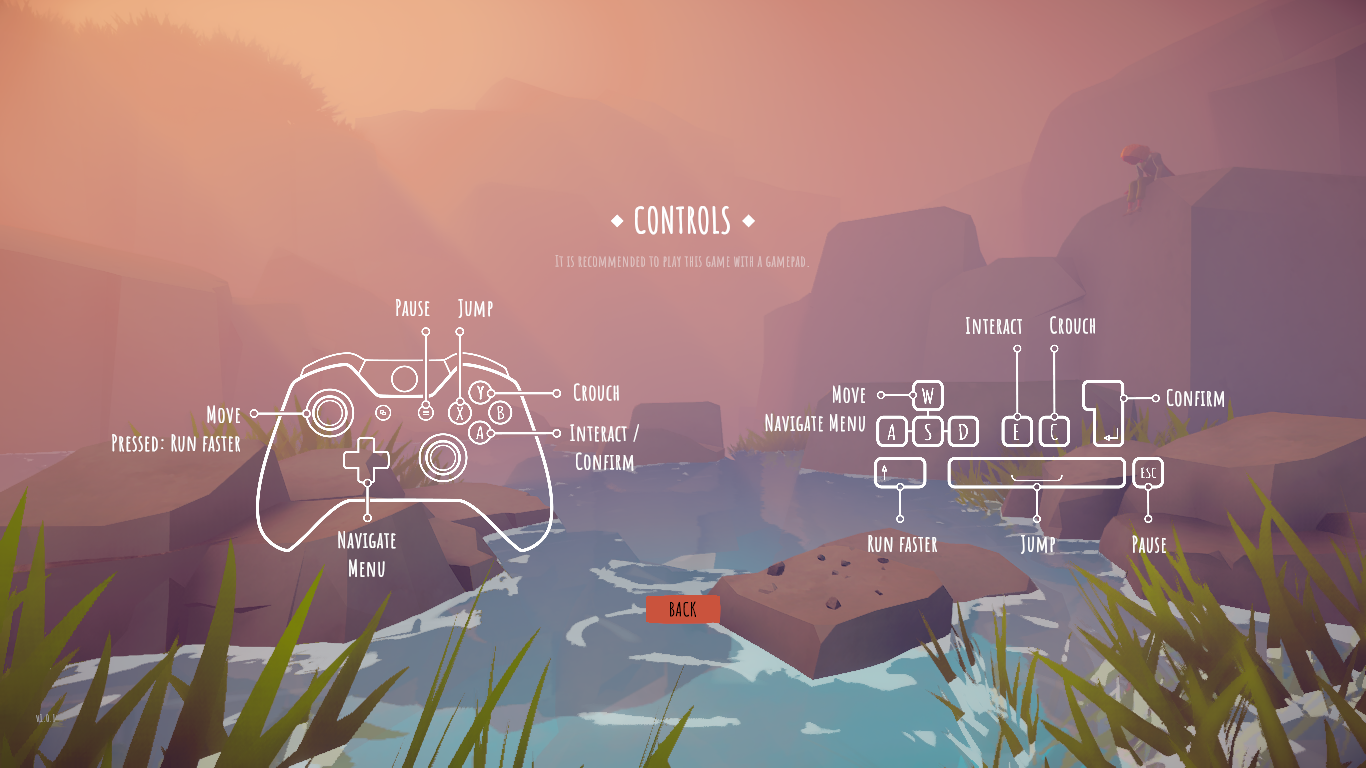 CONTROLS
IT IS RECOMMENDED TO PLAY THIS GAME WITH A GAMEPAD.
PAUSE
JUMP
MOVE
PRESSED: RUN FASTER
Y
X
B
A
CROUCH
INTERACT /
CONFIRM
NAVIGATE
MENU
INTERACT
CROUCH
MOVE
NAVIGATE MENU
W
A
S
D
E
C
CONFIRM
ESC
RUN FASTER
JUMP
PAUSE
BACK